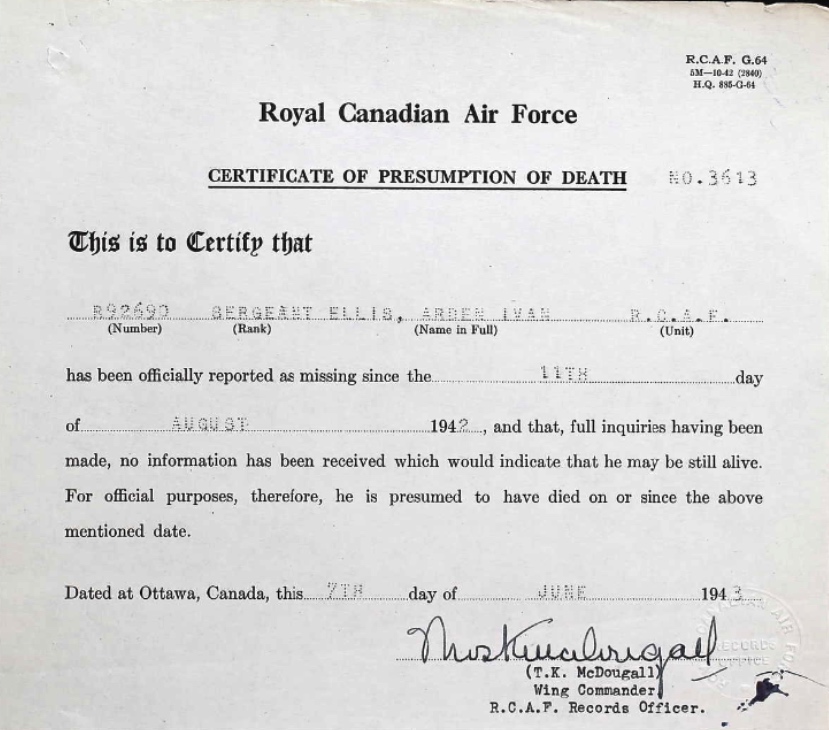 R.C.A.F. G.64
5M—10-42 (2840)
H.Q. 885-G-64
Royal Canadian Air Force
CERTIFICATE OF PRESUMPTION OF DEATH NO.3613
This is to Certify that
R92690 SERGEANT ELLIS, ARDEN IVAN R.C.A.F.
(Number) (Rank) (Name in Full) (Unit)
has been officially reported as missing since the 11TH day
of AUGUST 1942, and that, full inquiries having been
made, no information has been received which would indicate that he may be still alive.
For official purposes, therefore, he is presumed to have died on or since the above
mentioned date.
Dated at Ottawa, Canada, this 7TH day of JUNE 1943
(T.K. McDougall)
Wing Commander
R.C.A.F. Records Officer.
RECORDS
OFFICE